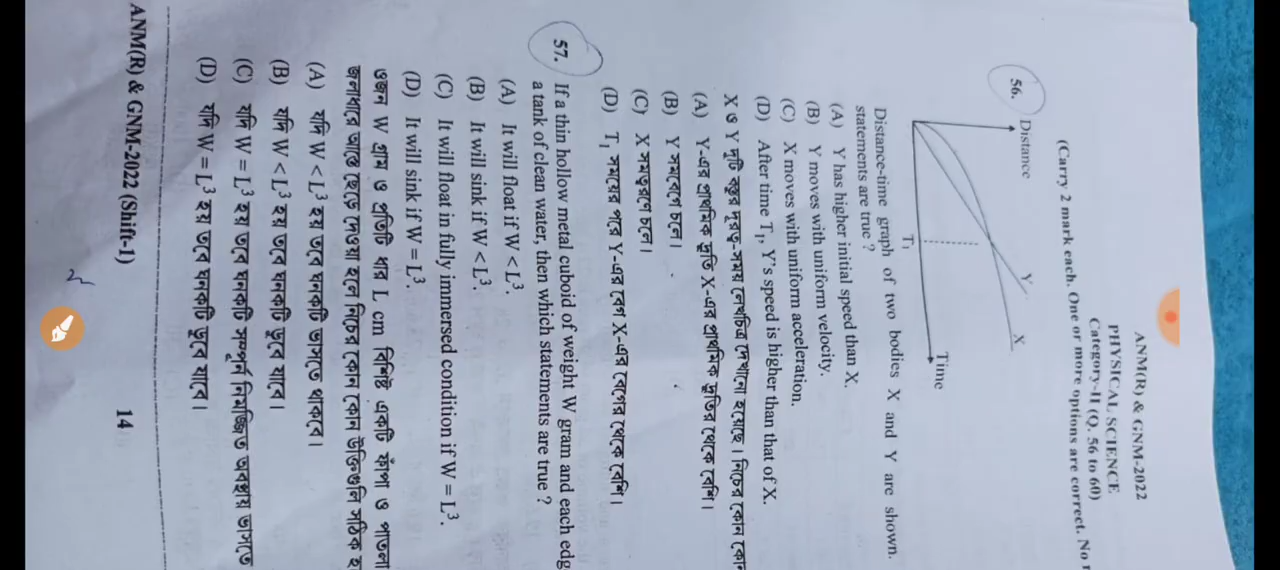 ANM(R) & GNM-2022
PHYSICAL SCIENCE
Category-II (Q. 56 to 60)
(Carry 2 mark each. One or more options are correct. No
56.
Distance
Y
X
T₁
Time
Distance-time graph of two bodies X and Y are shown.
statements are true ?
(A) Y has higher initial speed than X.
(B) Y moves with uniform velocity.
(C) X moves with uniform acceleration.
(D) After time T₁, Y's speed is higher than that of X.
X ও Y দুটি বস্তুর দূরত্ব-সময় লেখচিত্র দেখানো হয়েছে। নিচের কোন কোন
(A) Y-এর প্রাথমিক দ্রুতি X-এর প্রাথমিক দ্রুতির থেকে বেশি।
(B) Y সমবেগে চলে।
(C) X সমত্বরণে চলে।
(D) T₁ সময়ের পরে Y-এর বেগ X-এর বেগের থেকে বেশি।
57. If a thin hollow metal cuboid of weight W gram and each edg
a tank of clean water, then which statements are true ?
(A) It will float if W < L³.
(B) It will sink if W < L³.
(C) It will float in fully immersed condition if W = L³.
(D) It will sink if W = L³.
ওজন W গ্রাম ও প্রতিটি ধার L cm বিশিষ্ট একটি ফাঁপা ও পাতলা
জলাধারে আস্তে ছেড়ে দেওয়া হলে নিচের কোন কোন উক্তিগুলি সঠিক হ
(A) যদি W < L³ হয় তবে ঘনকটি ভাসতে থাকবে।
(B) যদি W < L³ হয় তবে ঘনকটি ডুবে যাবে।
(C) যদি W = L³ হয় তবে ঘনকটি সম্পূর্ণ নিমজ্জিত অবস্থায় ভাসতে
(D) যদি W = L³ হয় তবে ঘনকটি ডুবে যাবে।
ANM(R) & GNM-2022 (Shift-1)
14